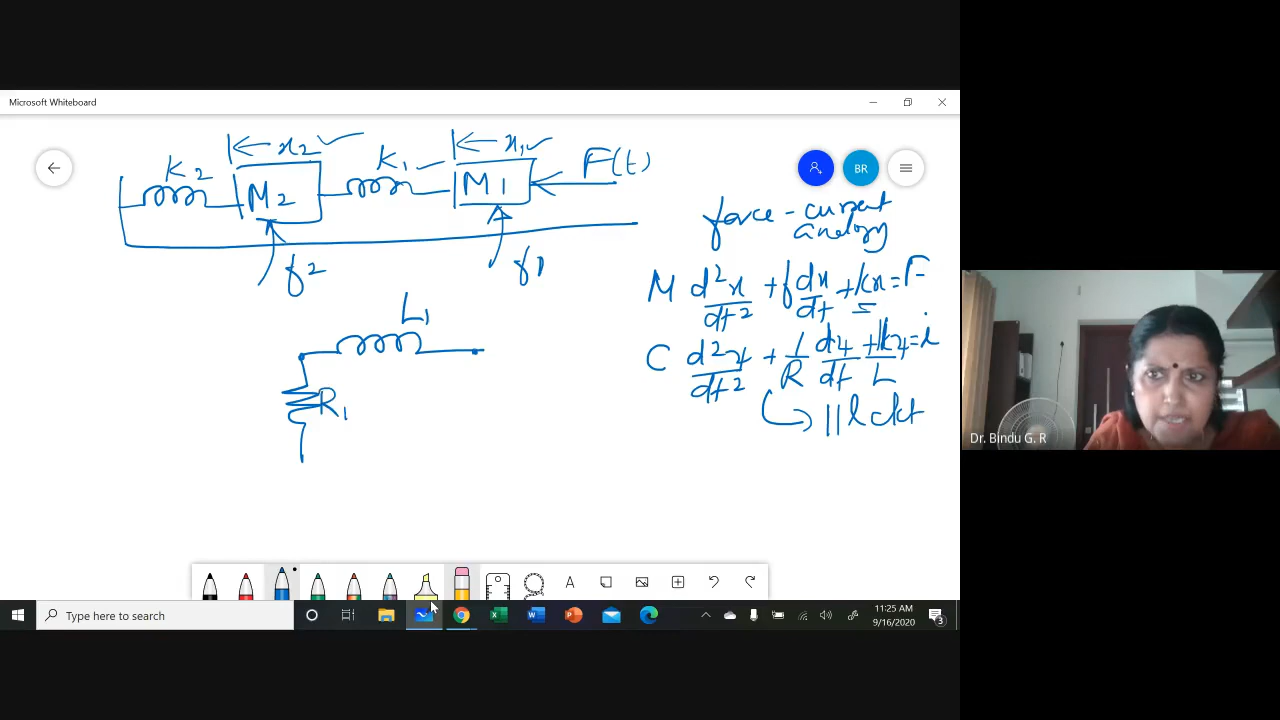 Microsoft Whiteboard
x2
x1
K2
M2
K1
M1
F(t)
BR
f2
f1
force - current
analogy
M d²x/dt² + f dx/dt + kx = F
C d²ψ/dt² + 1/R dψ/dt + ψ/L = i
|| l ckt
L1
R1
Dr. Bindu G. R
A
Type here to search
11:25 AM
9/16/2020
3